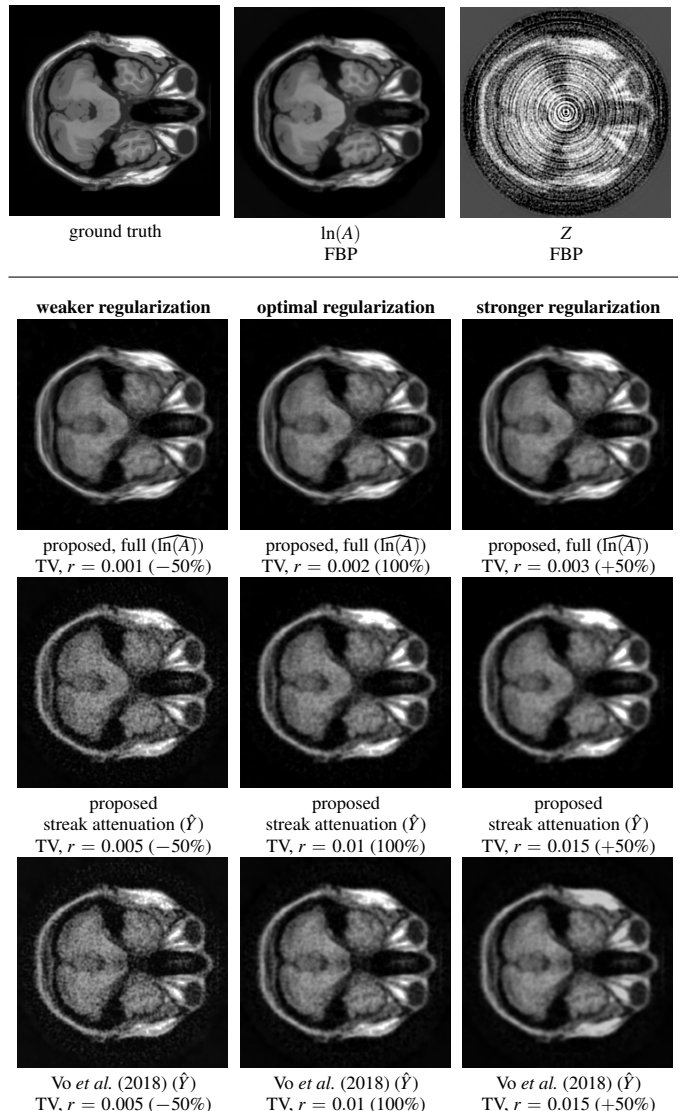 ground truth
ln(A)
FBP
Z
FBP
weaker regularization optimal regularization stronger regularization
proposed, full (\widehat{ln(A)}) proposed, full (\widehat{ln(A)}) proposed, full (\widehat{ln(A)})
TV, r = 0.001 (−50%) TV, r = 0.002 (100%) TV, r = 0.003 (+50%)
proposed proposed proposed
streak attenuation (Ŷ) streak attenuation (Ŷ) streak attenuation (Ŷ)
TV, r = 0.005 (−50%) TV, r = 0.01 (100%) TV, r = 0.015 (+50%)
Vo et al. (2018) (Ŷ) Vo et al. (2018) (Ŷ) Vo et al. (2018) (Ŷ)
TV, r = 0.005 (−50%) TV, r = 0.01 (100%) TV, r = 0.015 (+50%)